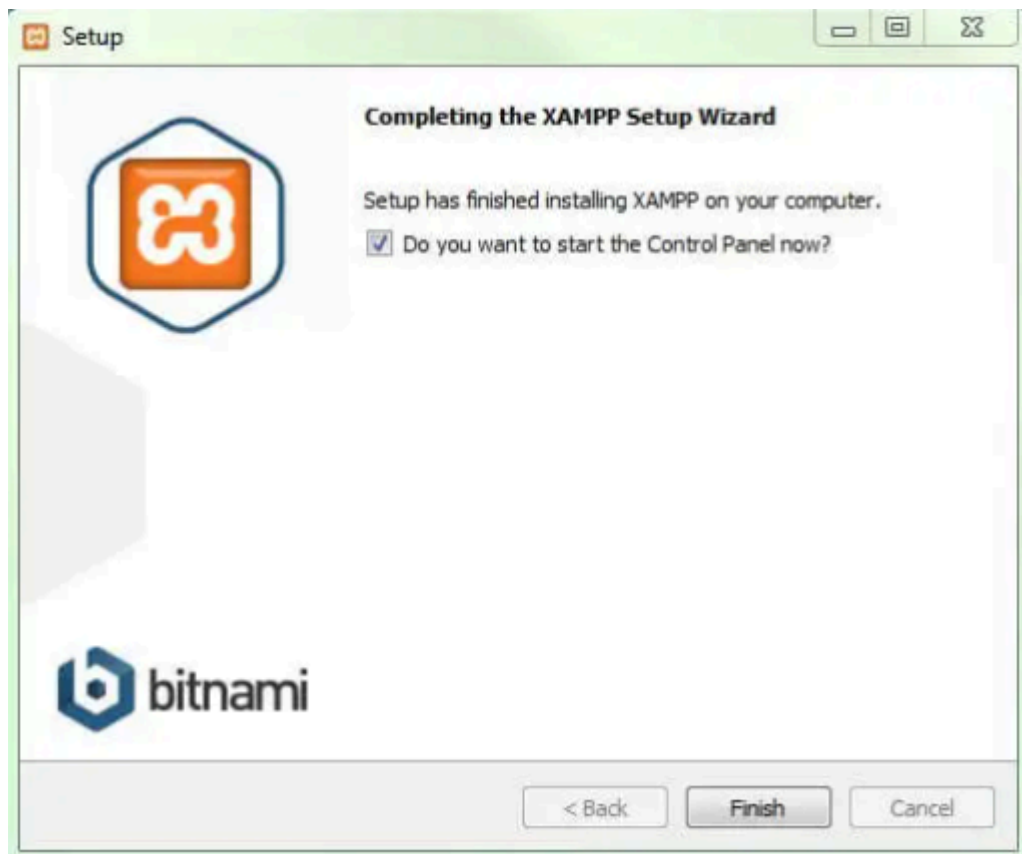 Setup
Completing the XAMPP Setup Wizard
Setup has finished installing XAMPP on your computer.
Do you want to start the Control Panel now?
bitnami
< Back
Finish
Cancel